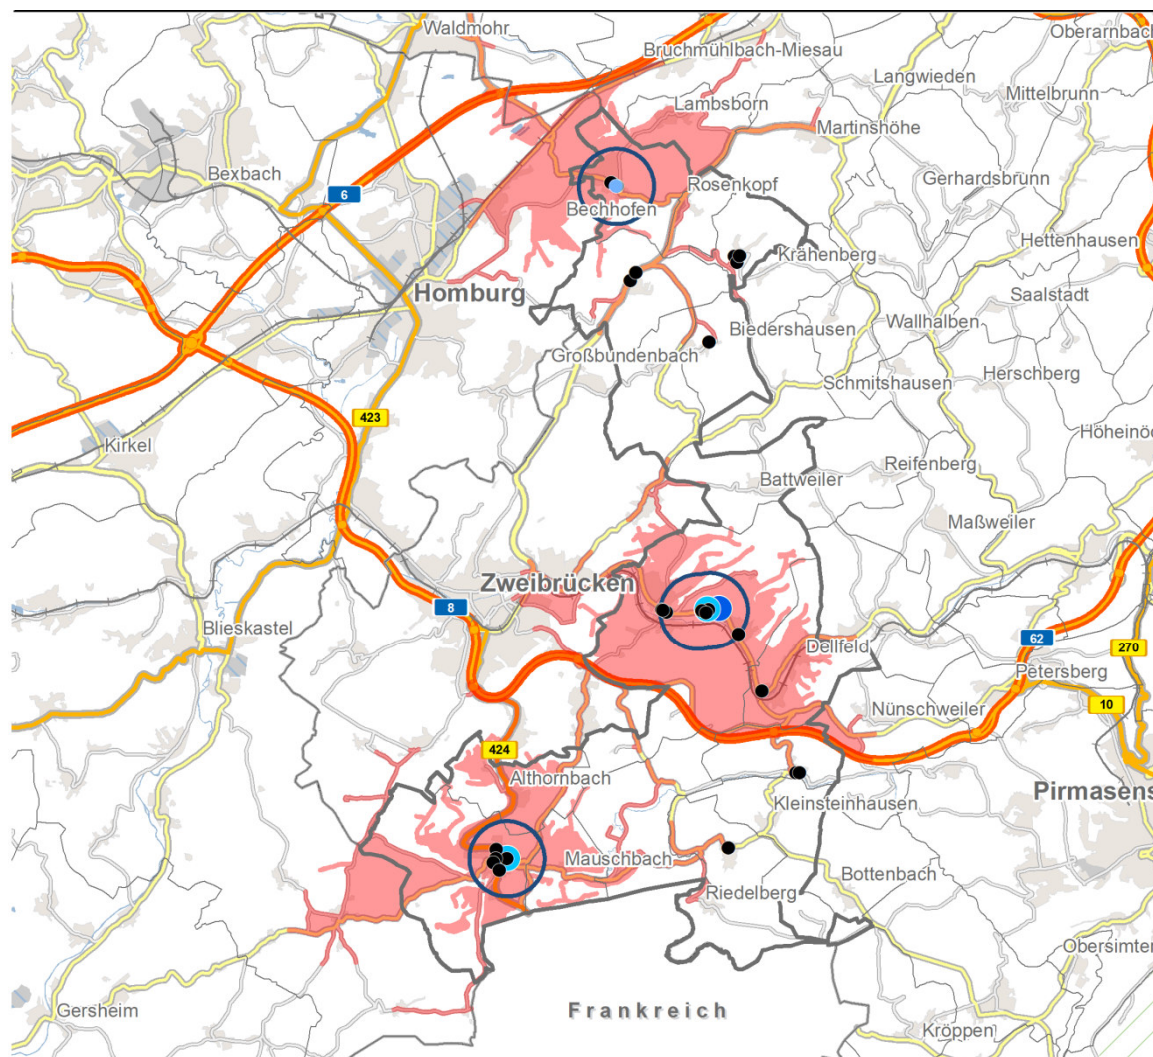 Waldmohr
Oberarnbach
Bruchmühlbach-Miesau
Langwieden
Mittelbrunn
Lambsborn
Martinshöhe
Bexbach
6
Rosenkopf
Gerhardsbrunn
Bechhofen
Hettenhausen
Krähenberg
Homburg
Saalstadt
Biedershausen
Wallhalben
Großbundenbach
Herschberg
Schmitshausen
423
Höheinöd
Kirkel
Reifenberg
Battweiler
Maßweiler
Zweibrücken
8
Blieskastel
62
Dellfeld
270
Petersberg
10
Nünschweiler
424
Althornbach
Pirmasens
Kleinsteinhausen
Mauschbach
Bottenbach
Riedelberg
Obersimten
Gersheim
Frankreich
Kröppen